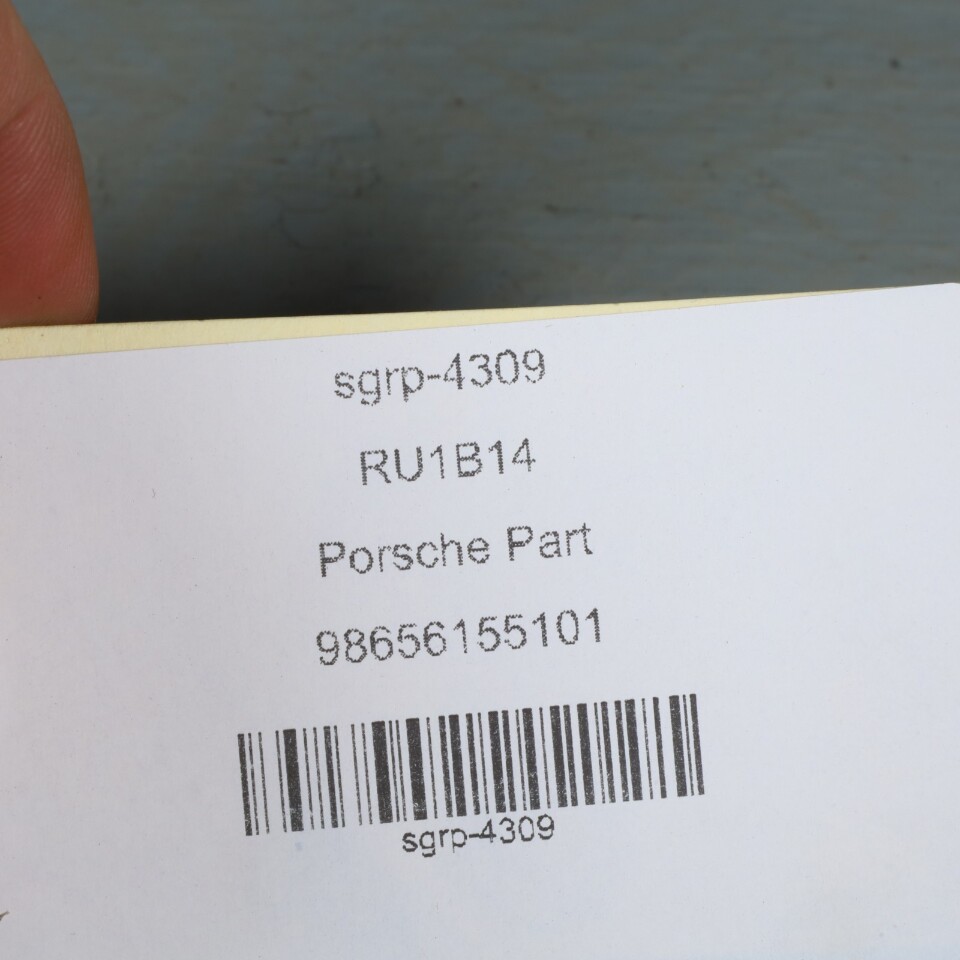 sgrp-4309
RU1B14
Porsche Part
98656155101
sgrp-4309